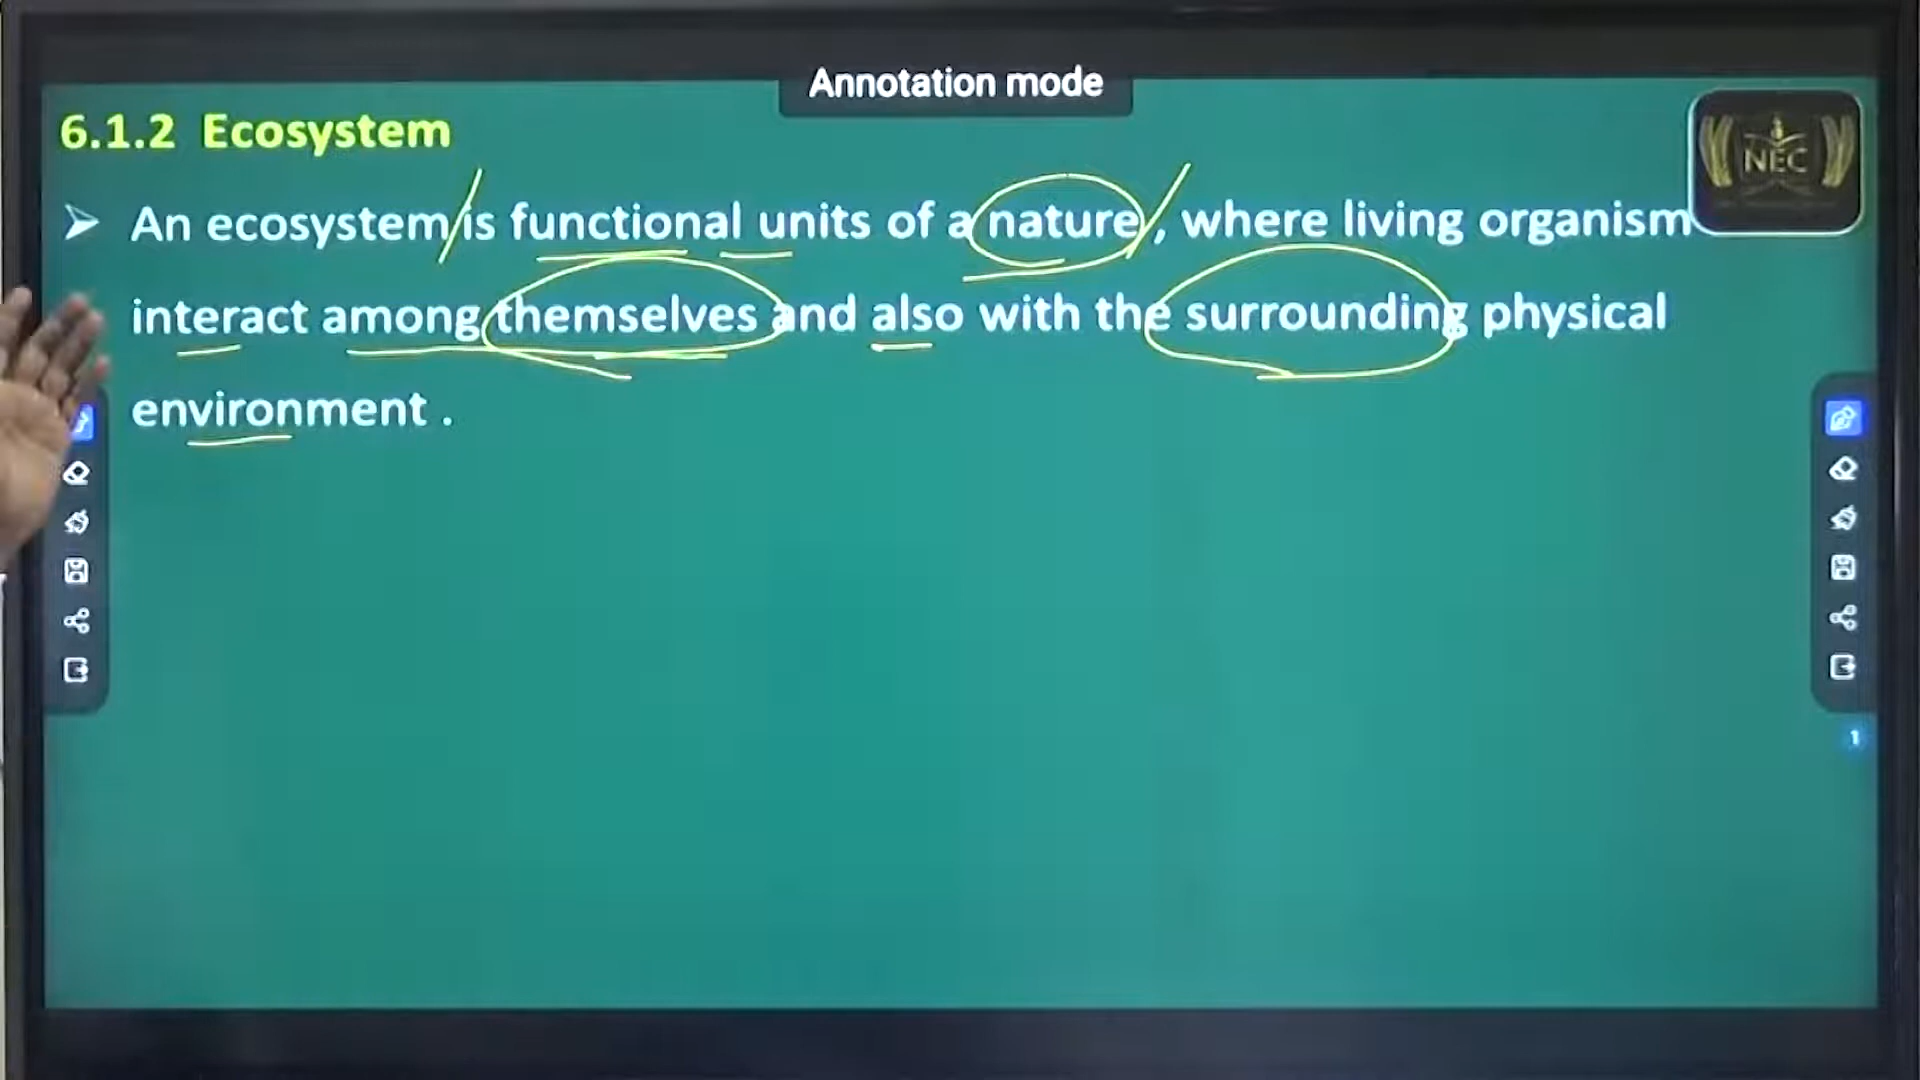 Annotation mode
6.1.2 Ecosystem
NEC
➢ An ecosystem is functional units of a nature , where living organism
interact among themselves and also with the surrounding physical
environment .
1